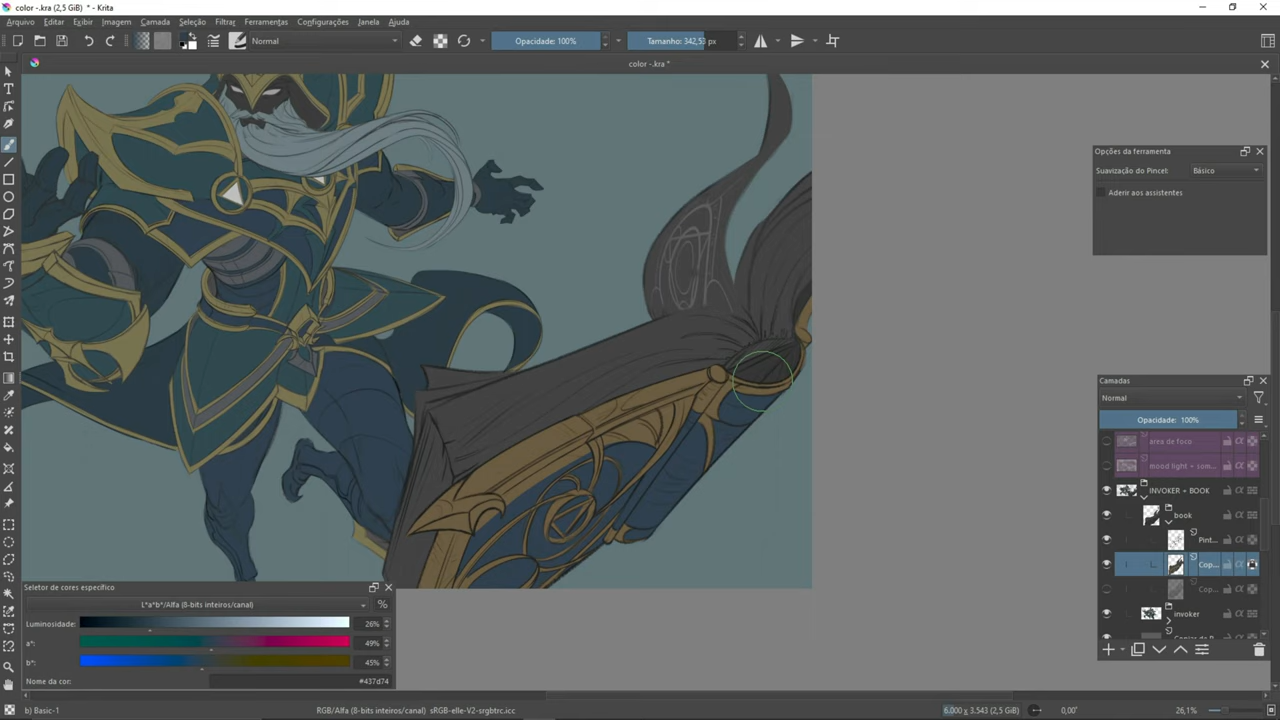 color -.kra (2,5 GiB) * - Krita
Arquivo Editar Exibir Imagem Camada Seleção Filtrar Ferramentas Configurações Janela Ajuda
Normal Opacidade: 100% Tamanho: 342,53 px
color -.kra *
Opções da ferramenta
Suavização do Pincel: Básico
Aderir aos assistentes
Camadas
Normal
Opacidade: 100%
area de foco
mood light + som...
INVOKER + BOOK
book
Pint...
Cop...
Cop...
invoker
Seletor de cores específico
L*a*b*/Alfa (8-bits inteiros/canal) %
Luminosidade: 26%
a*: 49%
b*: 45%
Nome da cor: #437d74
b) Basic-1 RGB/Alfa (8-bits inteiros/canal) sRGB-elle-V2-srgbtrc.icc 6.000 x 3.543 (2,5 GiB) 0,00° 26,1%